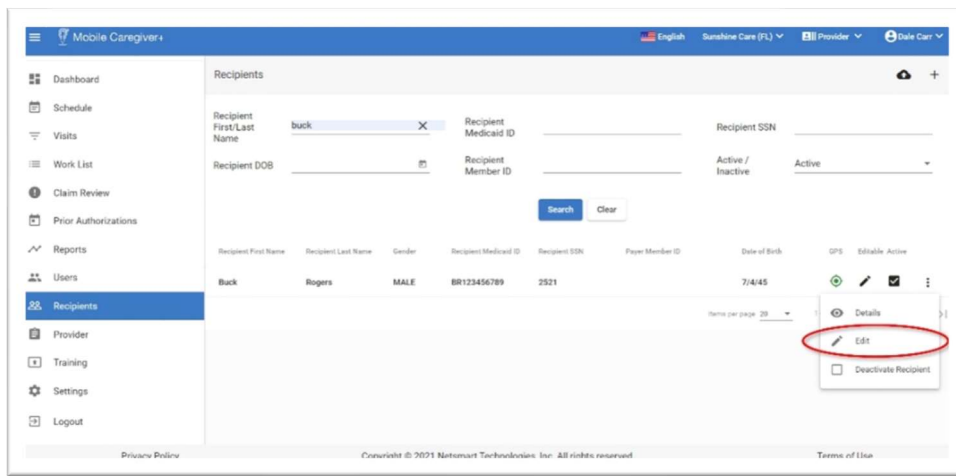 Mobile Caregiver+
English Sunshine Care (FL) Provider Dale Carr
Dashboard
Schedule
Visits
Work List
Claim Review
Prior Authorizations
Reports
Users
Recipients
Provider
Training
Settings
Logout
Recipients
Recipient First/Last Name buck
Recipient Medicaid ID
Recipient SSN
Recipient DOB
Recipient Member ID
Active / Inactive Active
Search Clear
Recipient First Name Recipient Last Name Gender Recipient Medicaid ID Recipient SSN Payer Member ID Date of Birth GPS Editable Active
Buck Rogers MALE BR123456789 2521 7/4/45
Items per page 20
Details
Edit
Deactivate Recipient
Privacy Policy Copyright © 2021 Netsmart Technologies, Inc. All rights reserved Terms of Use